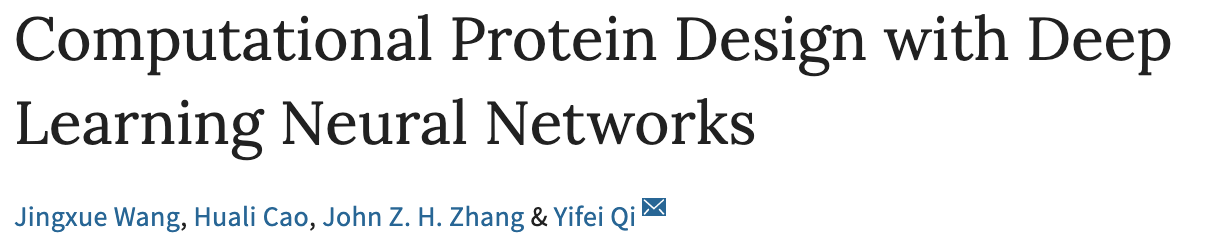 Computational Protein Design with Deep
Learning Neural Networks
Jingxue Wang, Huali Cao, John Z. H. Zhang & Yifei Qi